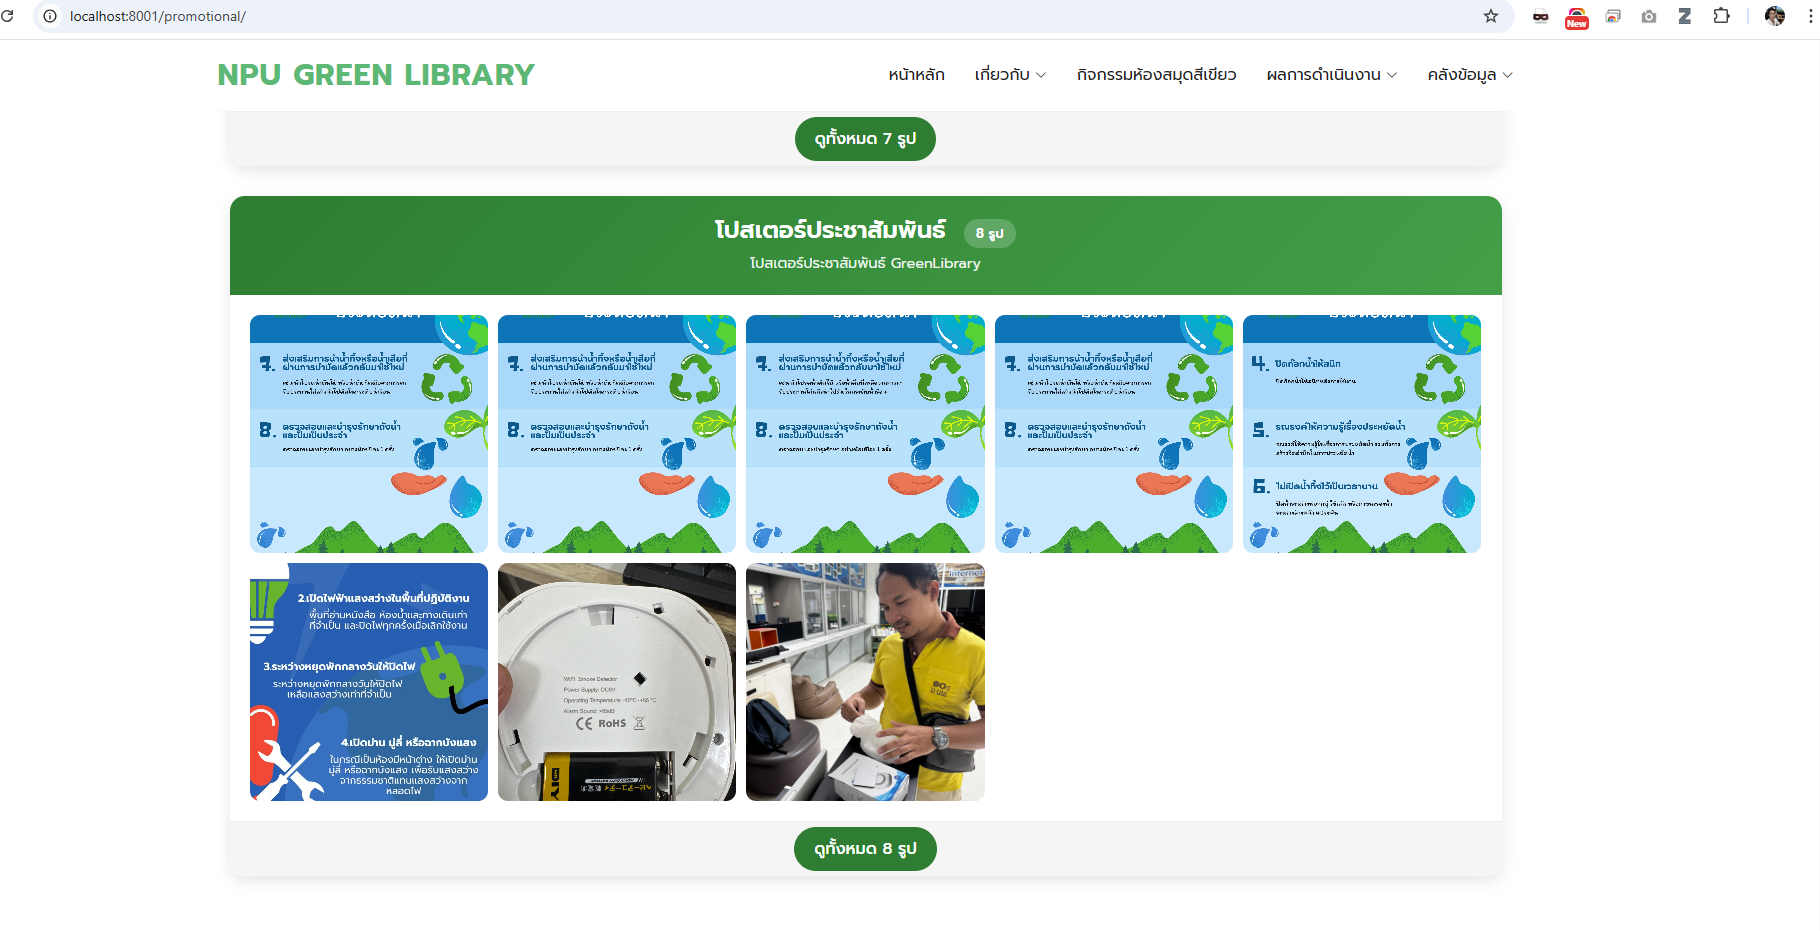 localhost:8001/promotional/
New
NPU GREEN LIBRARY
หน้าหลัก
เกี่ยวกับ
กิจกรรมห้องสมุดสีเขียว
ผลการดำเนินงาน
คลังข้อมูล
ดูทั้งหมด 7 รูป
โปสเตอร์ประชาสัมพันธ์
8 รูป
โปสเตอร์ประชาสัมพันธ์ GreenLibrary
7. ส่งเสริมการนำน้ำทิ้งหรือน้ำเสียที่
ผ่านการบำบัดแล้วกลับมาใช้ใหม่
8. ตรวจสอบและบำรุงรักษาถังน้ำ
และปั๊มเป็นประจำ
7. ส่งเสริมการนำน้ำทิ้งหรือน้ำเสียที่
ผ่านการบำบัดแล้วกลับมาใช้ใหม่
8. ตรวจสอบและบำรุงรักษาถังน้ำ
และปั๊มเป็นประจำ
7. ส่งเสริมการนำน้ำทิ้งหรือน้ำเสียที่
ผ่านการบำบัดแล้วกลับมาใช้ใหม่
8. ตรวจสอบและบำรุงรักษาถังน้ำ
และปั๊มเป็นประจำ
7. ส่งเสริมการนำน้ำทิ้งหรือน้ำเสียที่
ผ่านการบำบัดแล้วกลับมาใช้ใหม่
8. ตรวจสอบและบำรุงรักษาถังน้ำ
และปั๊มเป็นประจำ
4. ปิดก๊อกน้ำให้สนิท
5. รณรงค์ให้ความรู้เรื่องประหยัดน้ำ
6. ไม่เปิดน้ำทิ้งไว้เป็นเวลานาน
2.เปิดไฟฟ้าแสงสว่างในพื้นที่ปฏิบัติงาน
พื้นที่อ่านหนังสือ ห้องน้ำและทางเดินเท่า
ที่จำเป็น และปิดไฟทุกครั้งเมื่อเลิกใช้งาน
3.ระหว่างหยุดพักกลางวันให้ปิดไฟ
ระหว่างหยุดพักกลางวันให้ปิดไฟ
เหลือแสงสว่างเท่าที่จำเป็น
4.เปิดม่าน มู่ลี่ หรือฉากบังแสง
ในกรณีเป็นห้องมีหน้าต่าง ให้เปิดม่าน
มู่ลี่ หรือฉากบังแสง เพื่อรับแสงสว่าง
จากธรรมชาติแทนแสงสว่างจาก
หลอดไฟ
WiFi Smoke Detector
Power Supply: DC9V
Operating Temperature: -10°C~+55 °C
Alarm Sound: >85dB
CE RoHS
Internet
ดูทั้งหมด 8 รูป